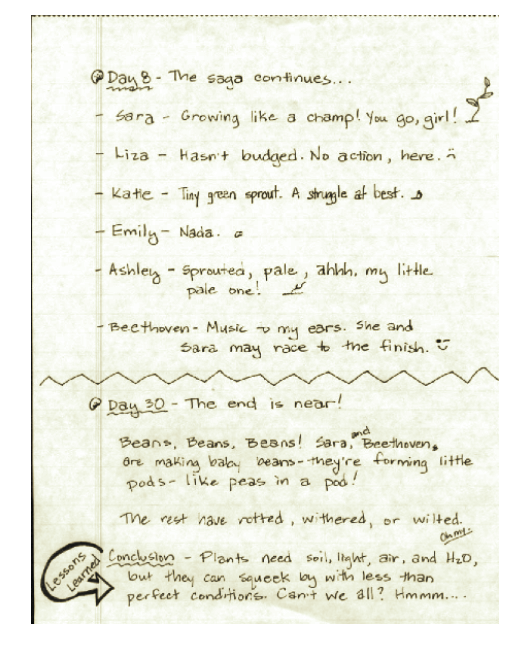 Day 8 - The saga continues...
- Sara - Growing like a champ! You go, girl!
- Liza - Hasn't budged. No action, here.
- Katie - Tiny green sprout. A struggle at best.
- Emily - Nada.
- Ashley - Sprouted, pale, ahhh, my little
pale one!
- Beethoven - Music to my ears. She and
Sara may race to the finish.
Day 30 - The end is near!
Beans, Beans, Beans! Sara, and Beethoven,
are making baby beans - they're forming little
pods - like peas in a pod!
The rest have rotted, withered, or wilted.
Oh my.
Lessons
Learned
Conclusion - Plants need soil, light, air, and H2O,
but they can squeek by with less than
perfect conditions. Can't we all? Hmmm....